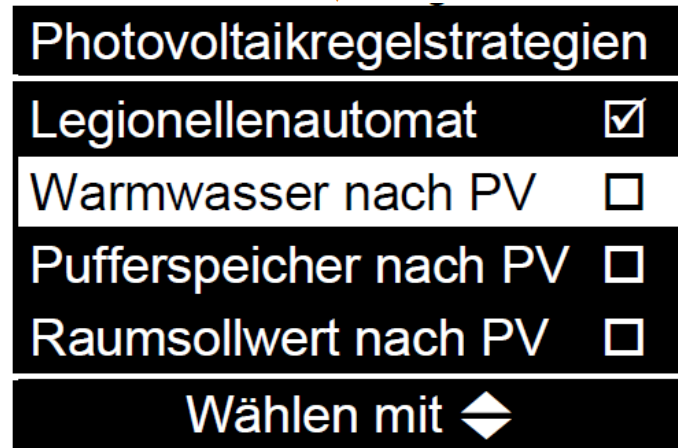 Photovoltaikregelstrategien
Legionellenautomat ☑
Warmwasser nach PV ☐
Pufferspeicher nach PV ☐
Raumsollwert nach PV ☐
Wählen mit